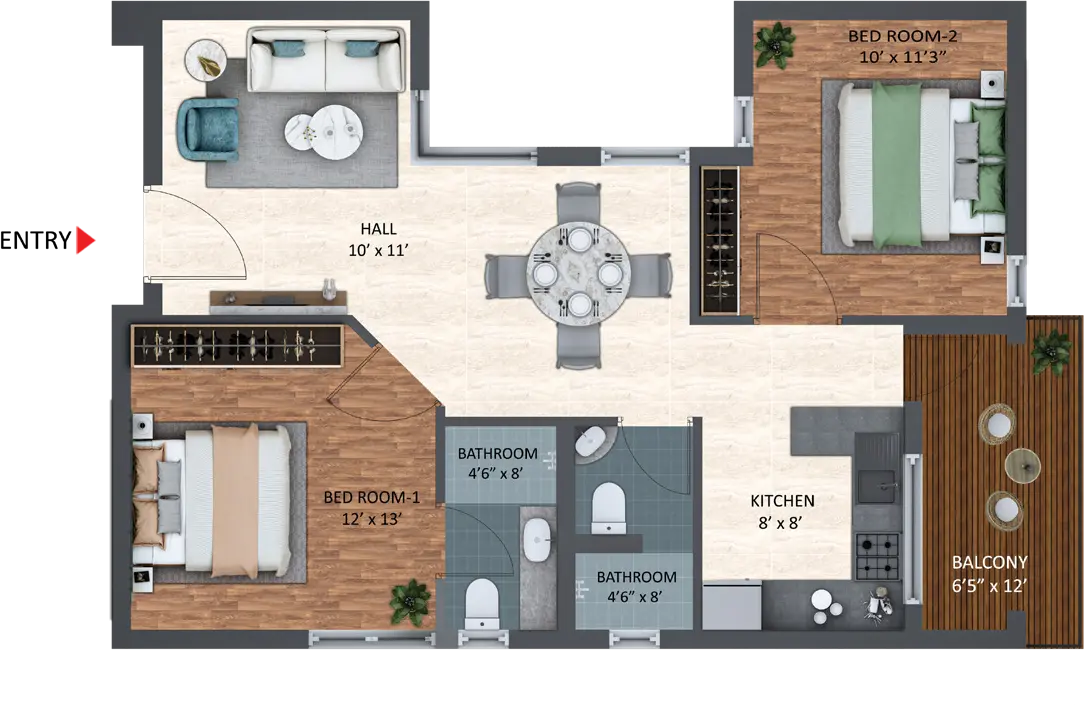 BED ROOM-2
10’ x 11’3”
ENTRY
HALL
10’ x 11’
BATHROOM
4’6” x 8’
BED ROOM-1
12’ x 13’
KITCHEN
8’ x 8’
BALCONY
6’5” x 12’
BATHROOM
4’6” x 8’